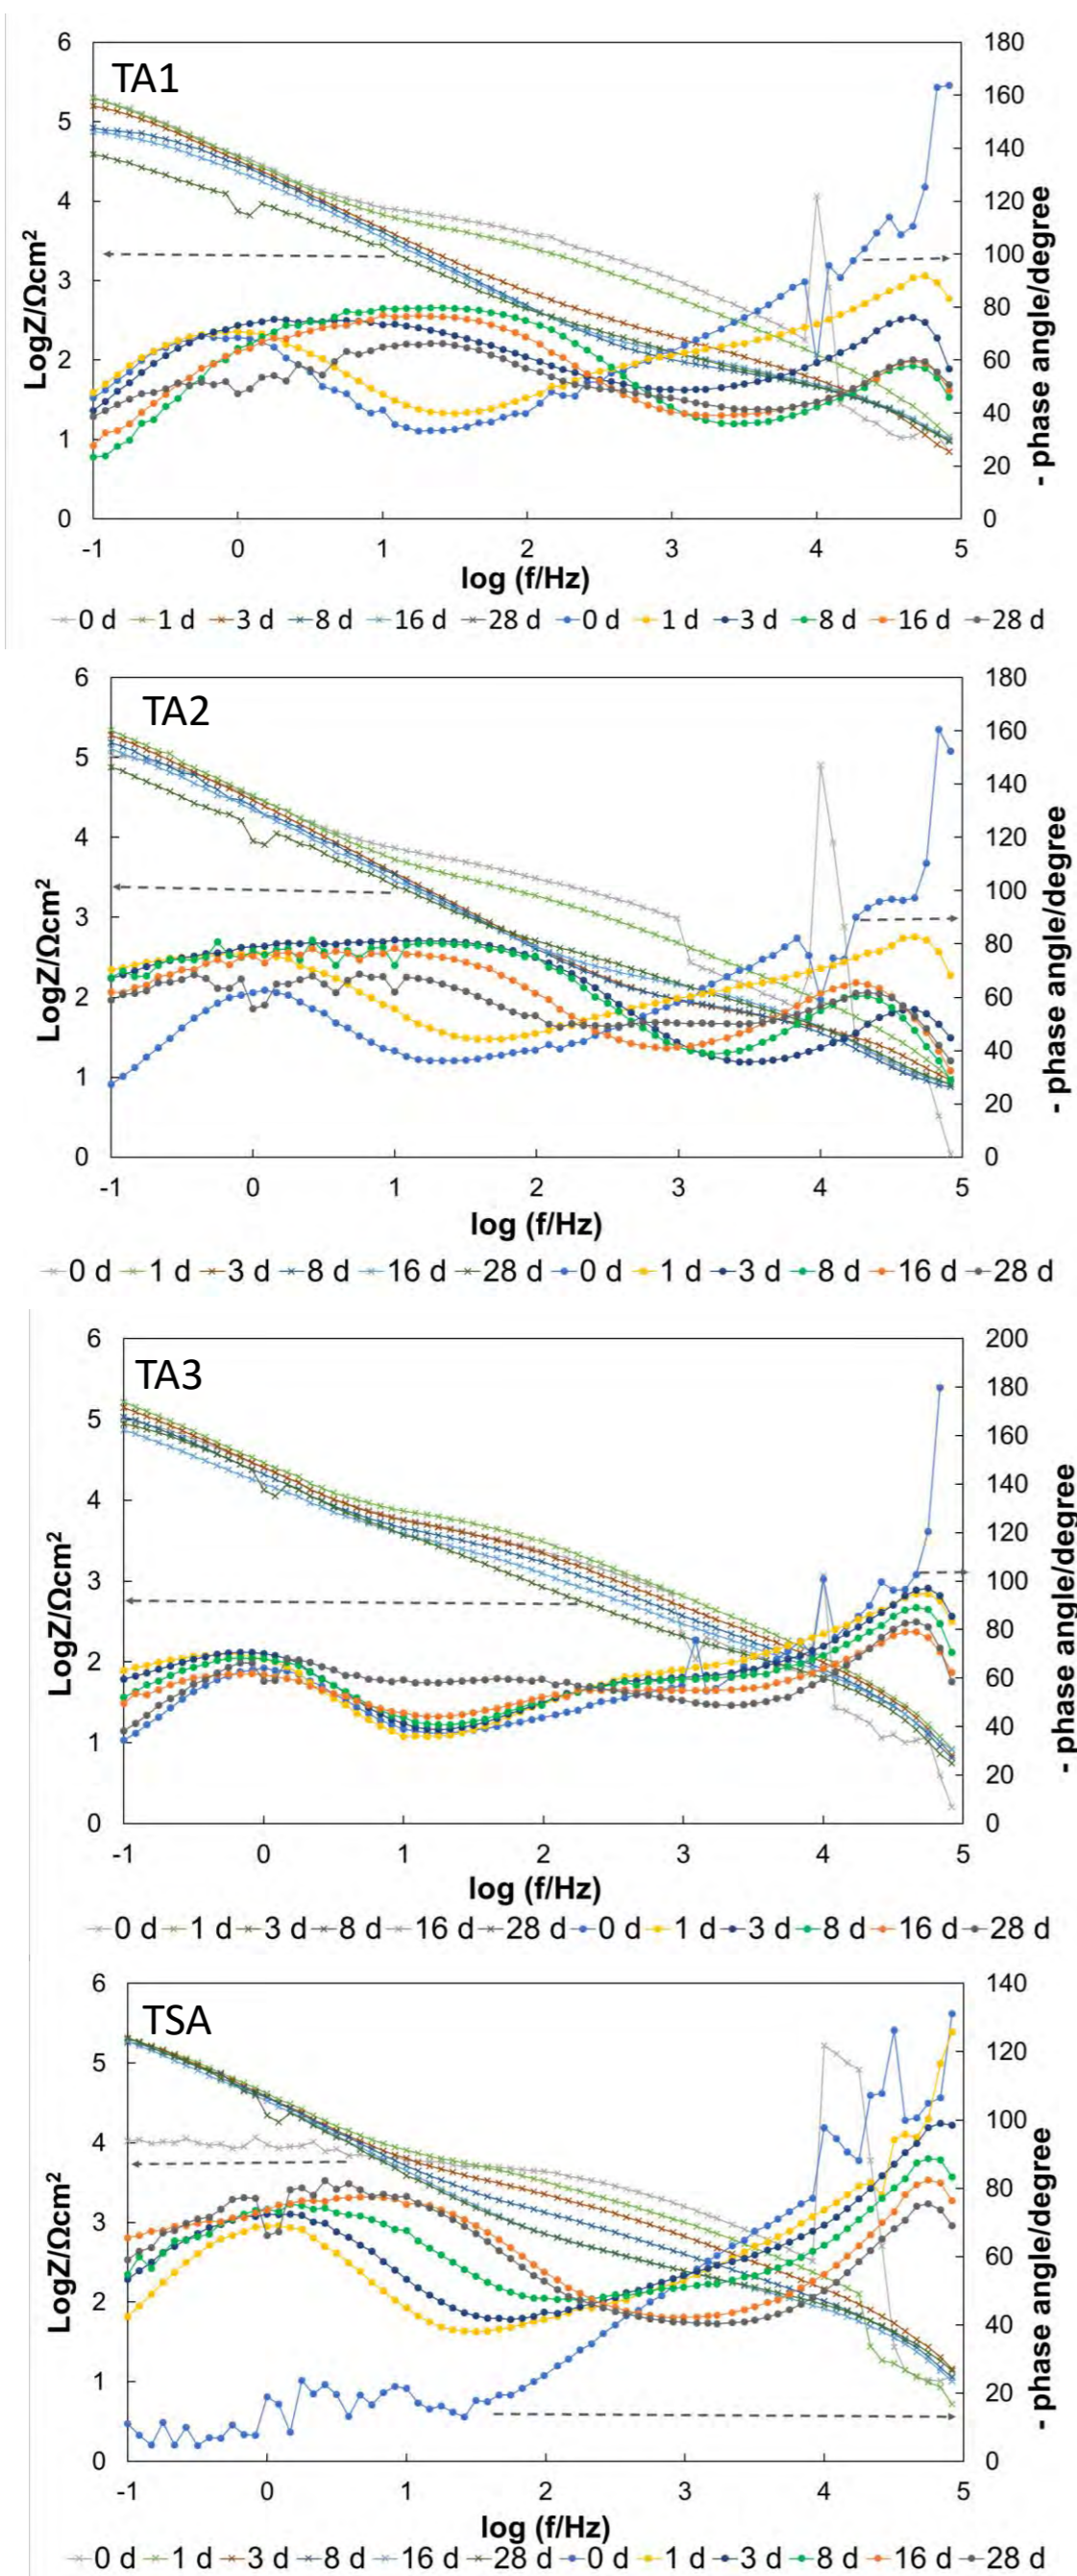 TA1
6 180
5 160
4 140
3 120
2 100
1 80
0 60
40
20
0
LogZ/Ωcm²
- phase angle/degree
-1 0 1 2 3 4 5
log (f/Hz)
0 d 1 d 3 d 8 d 16 d 28 d 0 d 1 d 3 d 8 d 16 d 28 d
TA2
6 180
5 160
4 140
3 120
2 100
1 80
0 60
40
20
0
LogZ/Ωcm²
- phase angle/degree
-1 0 1 2 3 4 5
log (f/Hz)
0 d 1 d 3 d 8 d 16 d 28 d 0 d 1 d 3 d 8 d 16 d 28 d
TA3
6 200
5 180
4 160
3 140
2 120
1 100
0 80
60
40
20
0
LogZ/Ωcm²
- phase angle/degree
-1 0 1 2 3 4 5
log (f/Hz)
0 d 1 d 3 d 8 d 16 d 28 d 0 d 1 d 3 d 8 d 16 d 28 d
TSA
6 140
5 120
4 100
3 80
2 60
1 40
0 20
0
LogZ/Ωcm²
- phase angle/degree
-1 0 1 2 3 4 5
log (f/Hz)
0 d 1 d 3 d 8 d 16 d 28 d 0 d 1 d 3 d 8 d 16 d 28 d